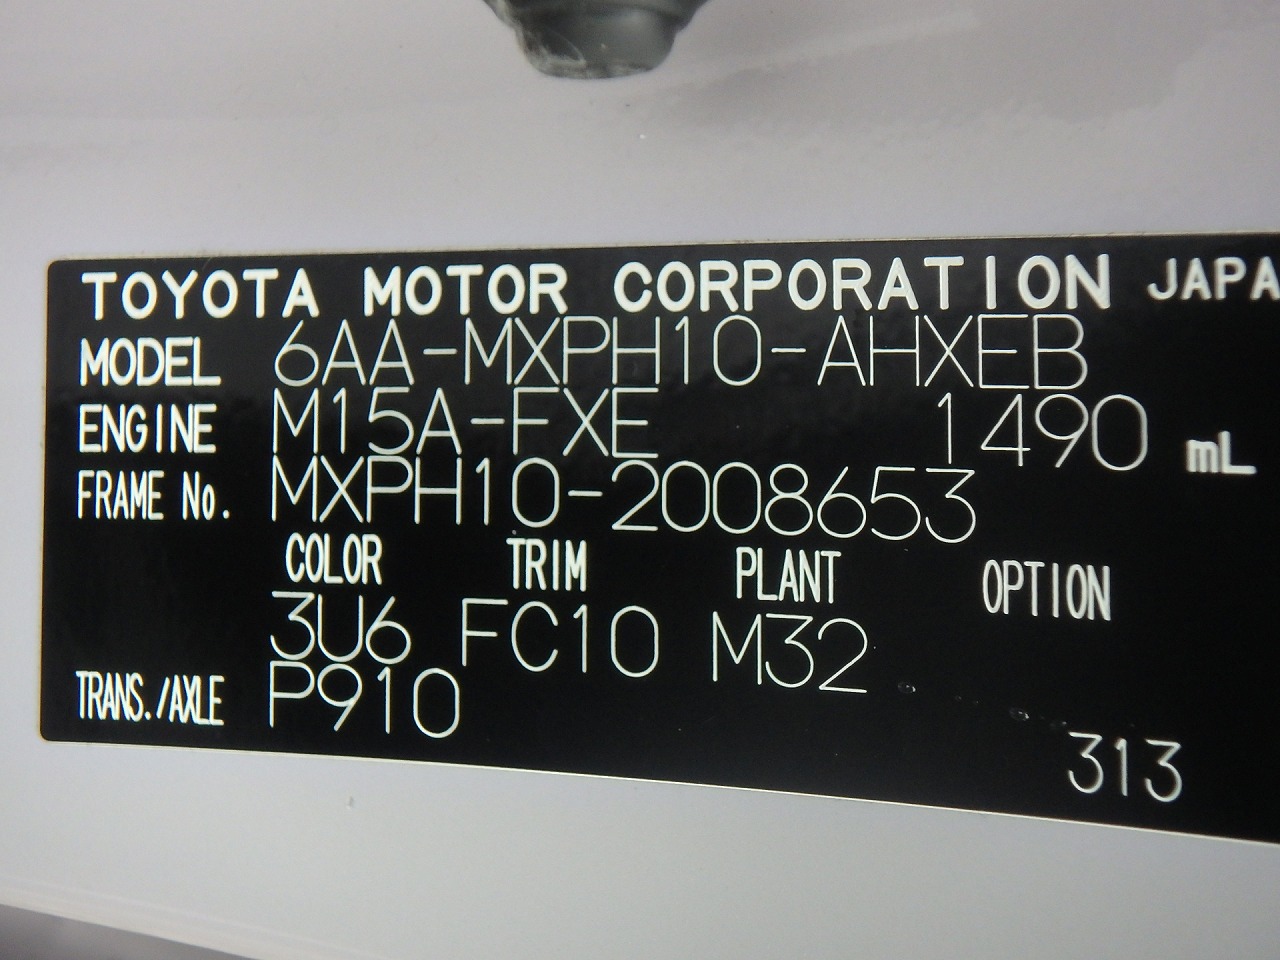 TOYOTA MOTOR CORPORATION JAPA
MODEL 6AA-MXPH10-AHXEB
ENGINE M15A-FXE 1490 mL
FRAME No. MXPH10-2008653
COLOR TRIM PLANT OPTION
3U6 FC10 M32
TRANS./AXLE P910
313